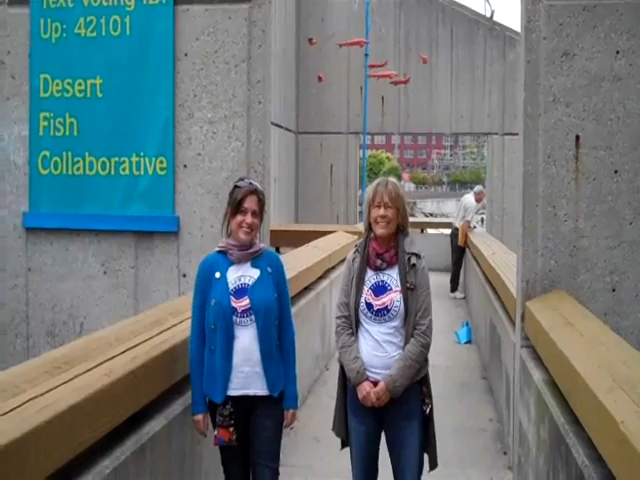 Text Voting ID:
Up: 42101
Desert
Fish
Collaborative